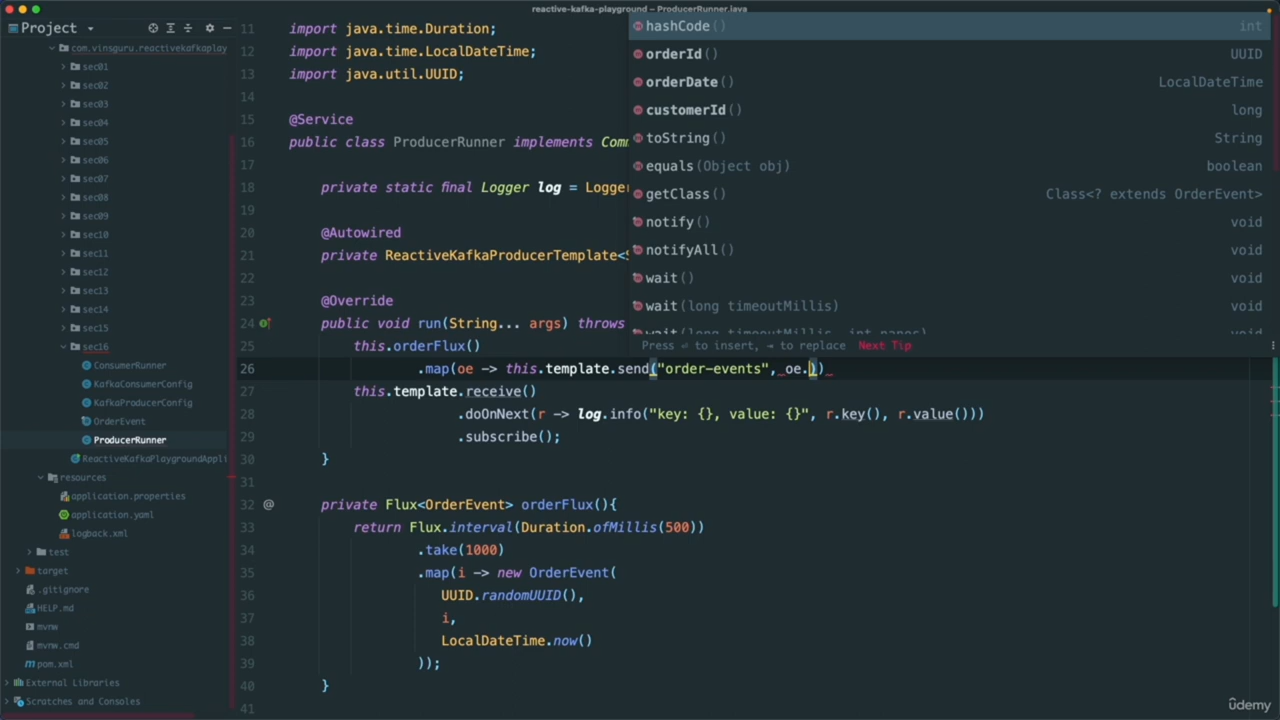 reactive-kafka-playground – ProducerRunner.java
Project
com.vinsguru.reactivekafkaplay
sec01
sec02
sec03
sec04
sec05
sec06
sec07
sec08
sec09
sec10
sec11
sec12
sec13
sec14
sec15
sec16
ConsumerRunner
KafkaConsumerConfig
KafkaProducerConfig
OrderEvent
ProducerRunner
ReactiveKafkaPlaygroundAppli
resources
application.properties
application.yaml
logback.xml
test
target
.gitignore
HELP.md
mvnw
mvnw.cmd
pom.xml
External Libraries
Scratches and Consoles
11 import java.time.Duration;
12 import java.time.LocalDateTime;
13 import java.util.UUID;
14
15 @Service
16 public class ProducerRunner implements Comm
17
18 private static final Logger log = Logger
19
20 @Autowired
21 private ReactiveKafkaProducerTemplate<S
22
23 @Override
24 public void run(String... args) throws
25 this.orderFlux()
26 .map(oe -> this.template.send("order-events", oe.))
27 this.template.receive()
28 .doOnNext(r -> log.info("key: {}, value: {}", r.key(), r.value()))
29 .subscribe();
30 }
31
32 @ private Flux<OrderEvent> orderFlux(){
33 return Flux.interval(Duration.ofMillis(500))
34 .take(1000)
35 .map(i -> new OrderEvent(
36 UUID.randomUUID(),
37 i,
38 LocalDateTime.now()
39 ));
40 }
41
hashCode() int
orderId() UUID
orderDate() LocalDateTime
customerId() long
toString() String
equals(Object obj) boolean
getClass() Class<? extends OrderEvent>
notify() void
notifyAll() void
wait() void
wait(long timeoutMillis) void
wait(long timeoutMillis, int nanos) void
Press ↵ to insert, → to replace Next Tip
ûdemy